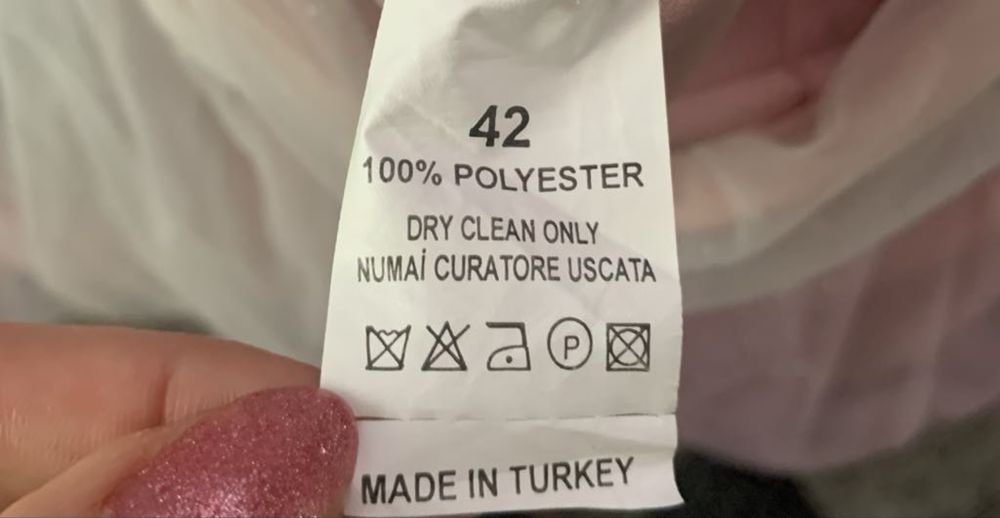 42
100% POLYESTER
DRY CLEAN ONLY
NUMAİ CURATORE USCATA
P
MADE IN TURKEY